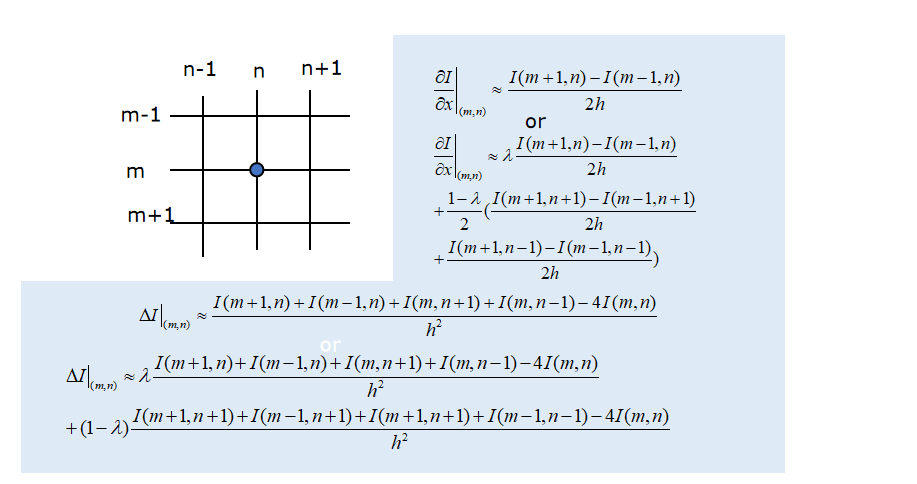 n-1 n n+1
m-1
m
m+1
∂I/∂x|(m,n) ≈ I(m+1,n)−I(m−1,n) / 2h
or
∂I/∂x|(m,n) ≈ λ I(m+1,n)−I(m−1,n) / 2h
+ 1−λ / 2 ( I(m+1,n+1)−I(m−1,n+1) / 2h
+ I(m+1,n−1)−I(m−1,n−1) / 2h )
ΔI|(m,n) ≈ I(m+1,n)+I(m−1,n)+I(m,n+1)+I(m,n−1)−4I(m,n) / h²
or
ΔI|(m,n) ≈ λ I(m+1,n)+I(m−1,n)+I(m,n+1)+I(m,n−1)−4I(m,n) / h²
+(1−λ) I(m+1,n+1)+I(m−1,n+1)+I(m+1,n+1)+I(m−1,n−1)−4I(m,n) / h²